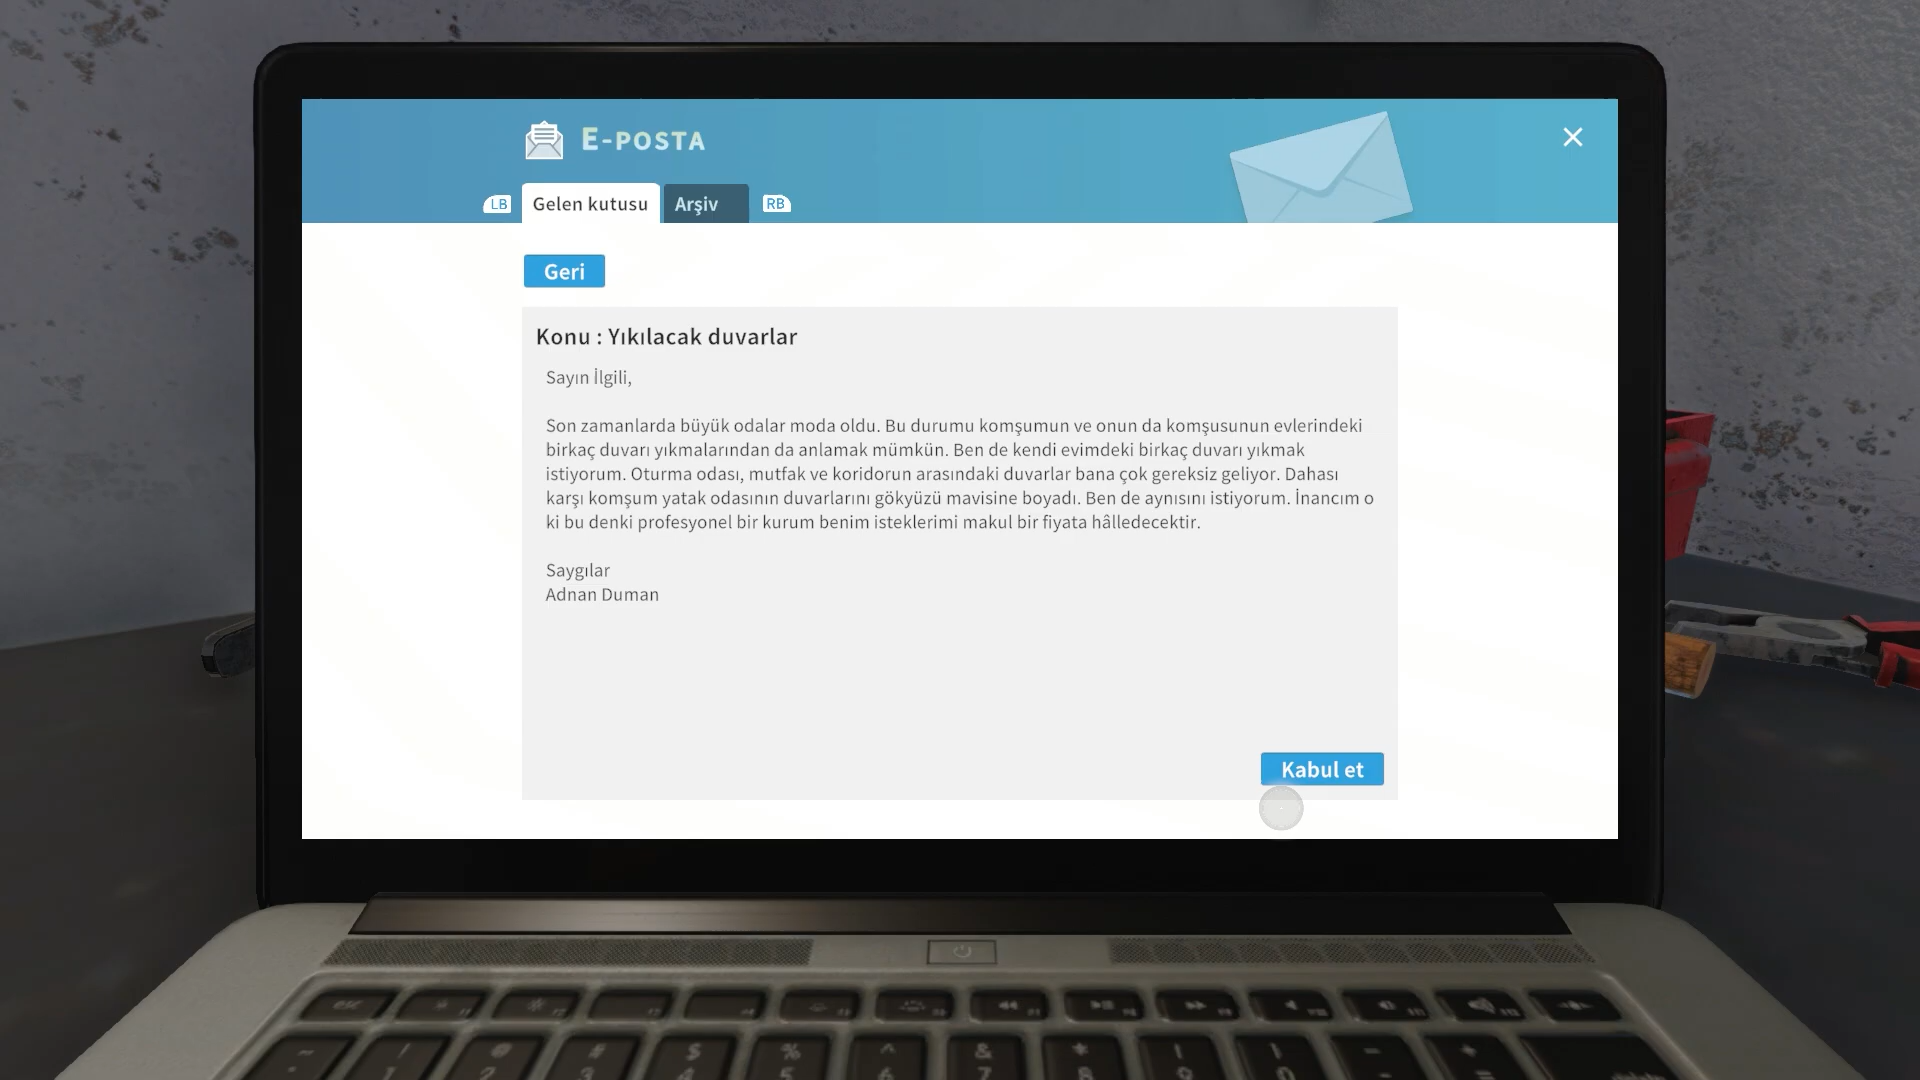 E-POSTA
LB
Gelen kutusu
Arşiv
RB
Geri
Konu : Yıkılacak duvarlar
Sayın İlgili,
Son zamanlarda büyük odalar moda oldu. Bu durumu komşumun ve onun da komşusunun evlerindeki
birkaç duvarı yıkmalarından da anlamak mümkün. Ben de kendi evimdeki birkaç duvarı yıkmak
istiyorum. Oturma odası, mutfak ve koridorun arasındaki duvarlar bana çok gereksiz geliyor. Dahası
karşı komşum yatak odasının duvarlarını gökyüzü mavisine boyadı. Ben de aynısını istiyorum. İnancım o
ki bu denki profesyonel bir kurum benim isteklerimi makul bir fiyata hâlledecektir.
Saygılar
Adnan Duman
Kabul et